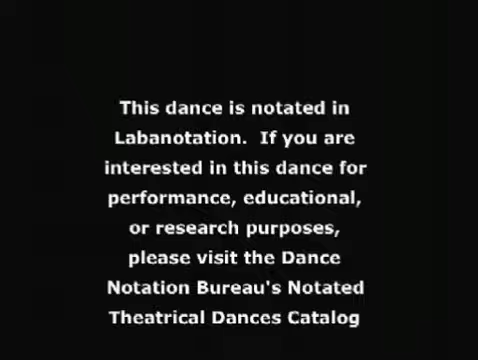 This dance is notated in
Labanotation.  If you are
interested in this dance for
performance, educational,
or research purposes,
please visit the Dance
Notation Bureau's Notated
Theatrical Dances Catalog